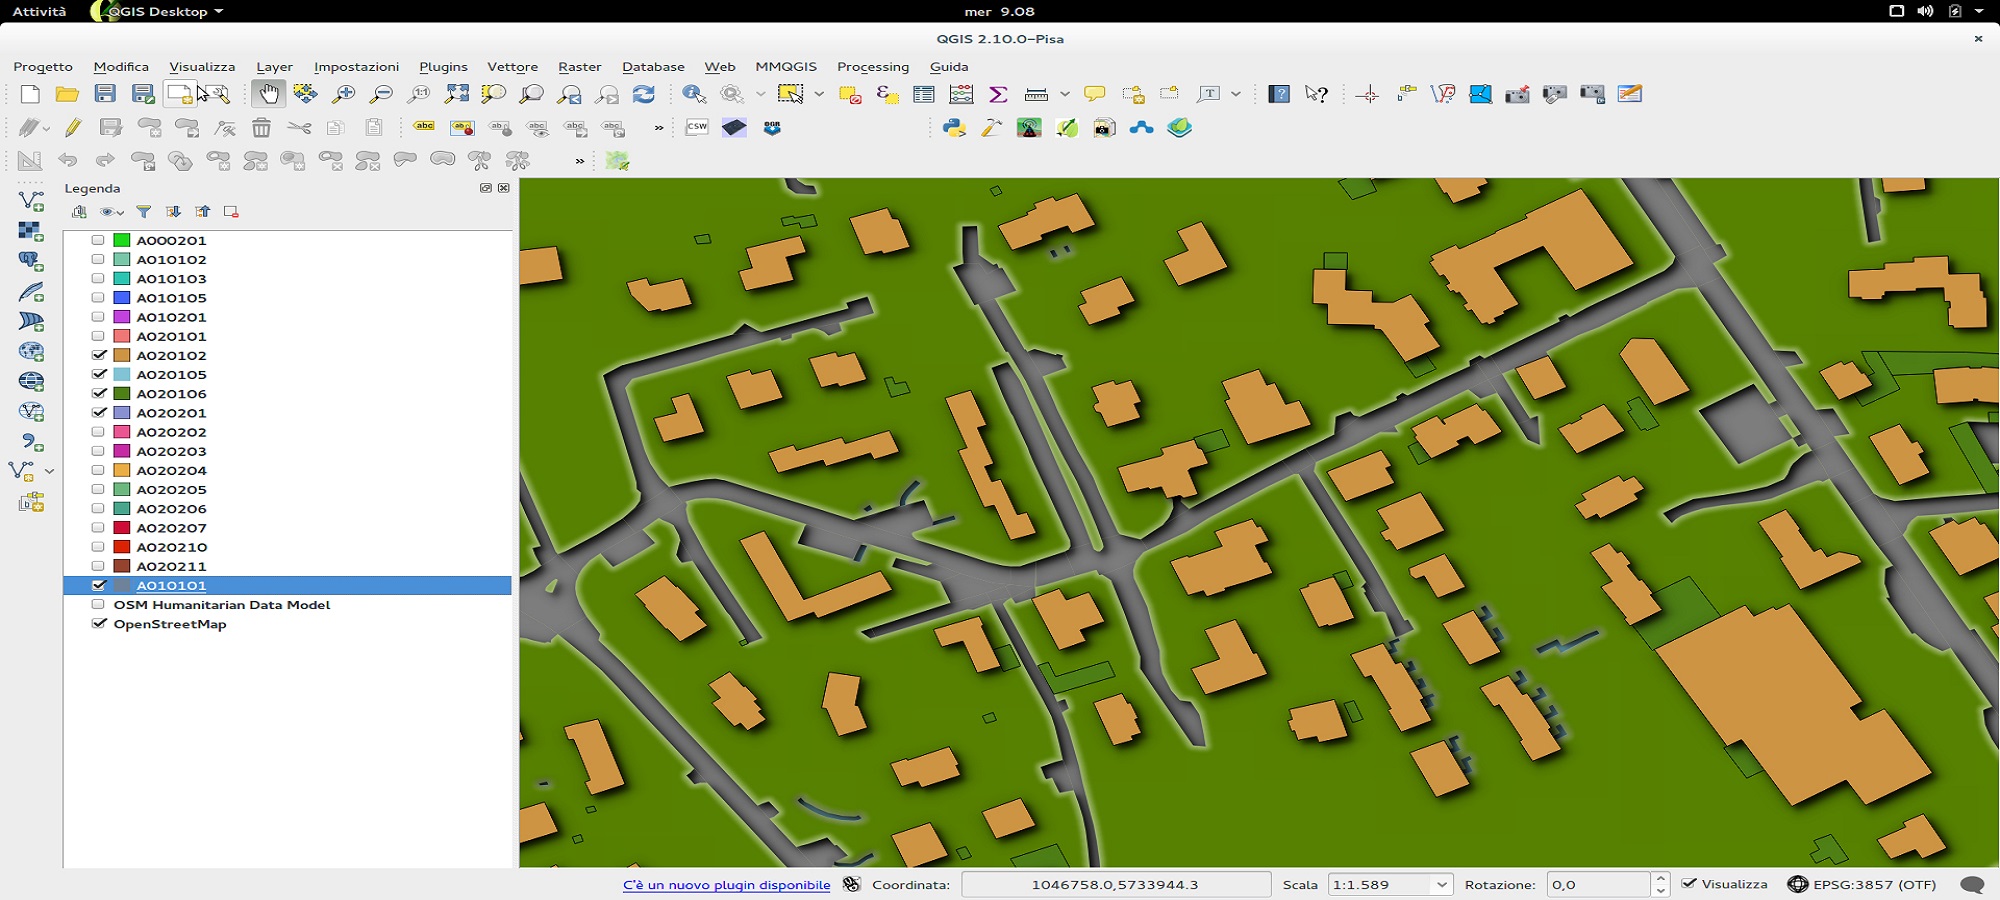 Attività QGIS Desktop mer 9.08
QGIS 2.10.0-Pisa
Progetto Modifica Visualizza Layer Impostazioni Plugins Vettore Raster Database Web MMQGIS Processing Guida
Legenda
A000201
A010102
A010103
A010105
A010201
A020101
A020102
A020105
A020106
A020201
A020202
A020203
A020204
A020205
A020206
A020207
A020210
A020211
A010101
OSM Humanitarian Data Model
OpenStreetMap
C'è un nuovo plugin disponibile Coordinata: 1046758.0,5733944.3 Scala 1:1.589 Rotazione: 0,0 Visualizza EPSG:3857 (OTF)